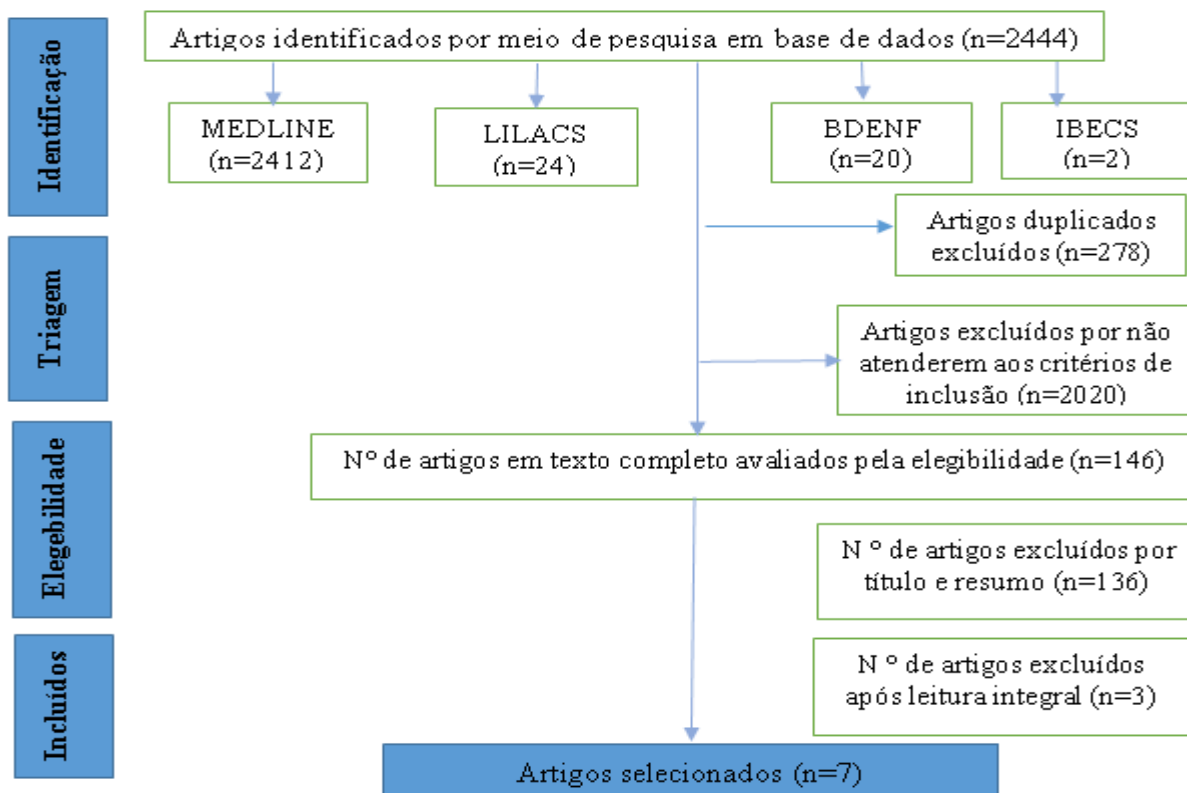 Identificação
Artigos identificados por meio de pesquisa em base de dados (n=2444)
MEDLINE
(n=2412)
LILACS
(n=24)
BDENF
(n=20)
IBECS
(n=2)
Artigos duplicados
excluídos (n=278)
Triagem
Artigos excluídos por não
atenderem aos critérios de
inclusão (n=2020)
Elegebilidade
Nº de artigos em texto completo avaliados pela elegibilidade (n=146)
N º de artigos excluídos por
título e resumo (n=136)
Incluídos
N º de artigos excluídos
após leitura integral (n=3)
Artigos selecionados (n=7)